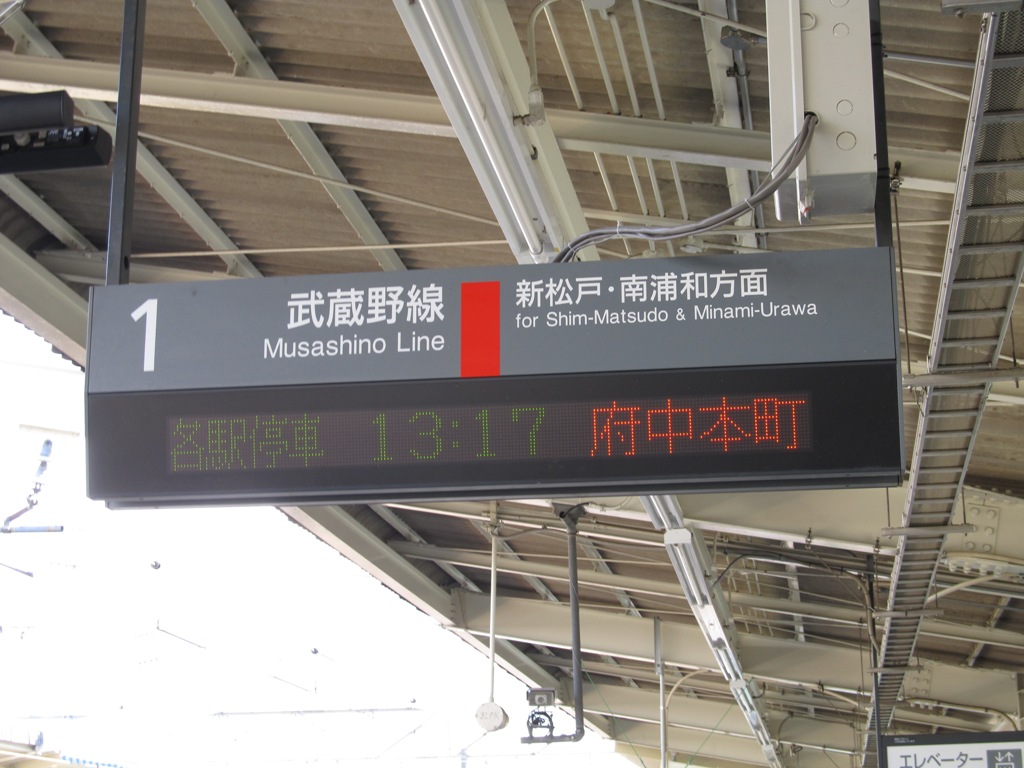 1 武蔵野線 新松戸・南浦和方面
Musashino Line for Shim-Matsudo & Minami-Urawa
各駅停車 13:17 府中本町
エレベーター